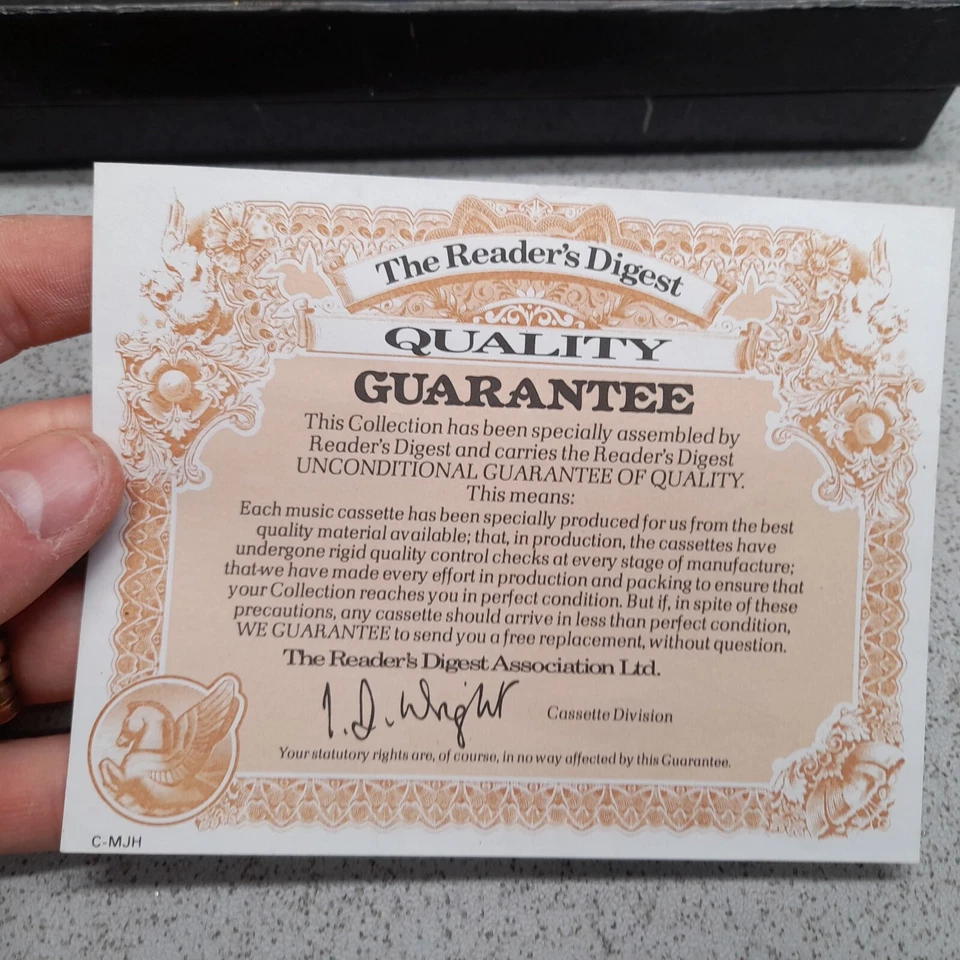 The Reader's Digest
QUALITY
GUARANTEE
This Collection has been specially assembled by
Reader's Digest and carries the Reader's Digest
UNCONDITIONAL GUARANTEE OF QUALITY.
This means:
Each music cassette has been specially produced for us from the best
quality material available; that, in production, the cassettes have
undergone rigid quality control checks at every stage of manufacture;
that we have made every effort in production and packing to ensure that
your Collection reaches you in perfect condition. But if, in spite of these
precautions, any cassette should arrive in less than perfect condition,
WE GUARANTEE to send you a free replacement, without question.
The Reader's Digest Association Ltd.
I. D. Wright Cassette Division
Your statutory rights are, of course, in no way affected by this Guarantee.
C-MJH